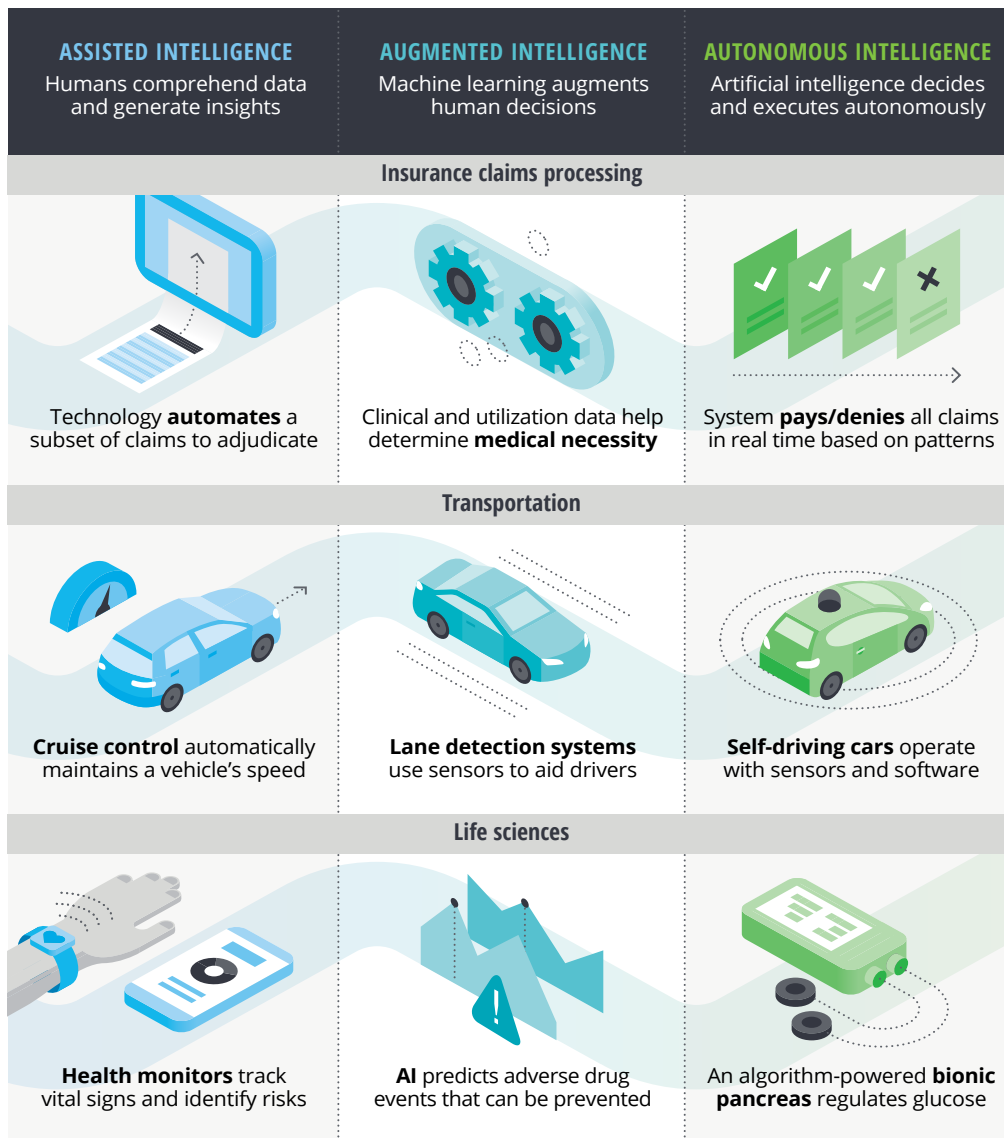 ASSISTED INTELLIGENCE
Humans comprehend data
and generate insights
AUGMENTED INTELLIGENCE
Machine learning augments
human decisions
AUTONOMOUS INTELLIGENCE
Artificial intelligence decides
and executes autonomously
Insurance claims processing
Technology automates a
subset of claims to adjudicate
Clinical and utilization data help
determine medical necessity
System pays/denies all claims
in real time based on patterns
Transportation
Cruise control automatically
maintains a vehicle’s speed
Lane detection systems
use sensors to aid drivers
Self-driving cars operate
with sensors and software
Life sciences
Health monitors track
vital signs and identify risks
AI predicts adverse drug
events that can be prevented
An algorithm-powered bionic
pancreas regulates glucose